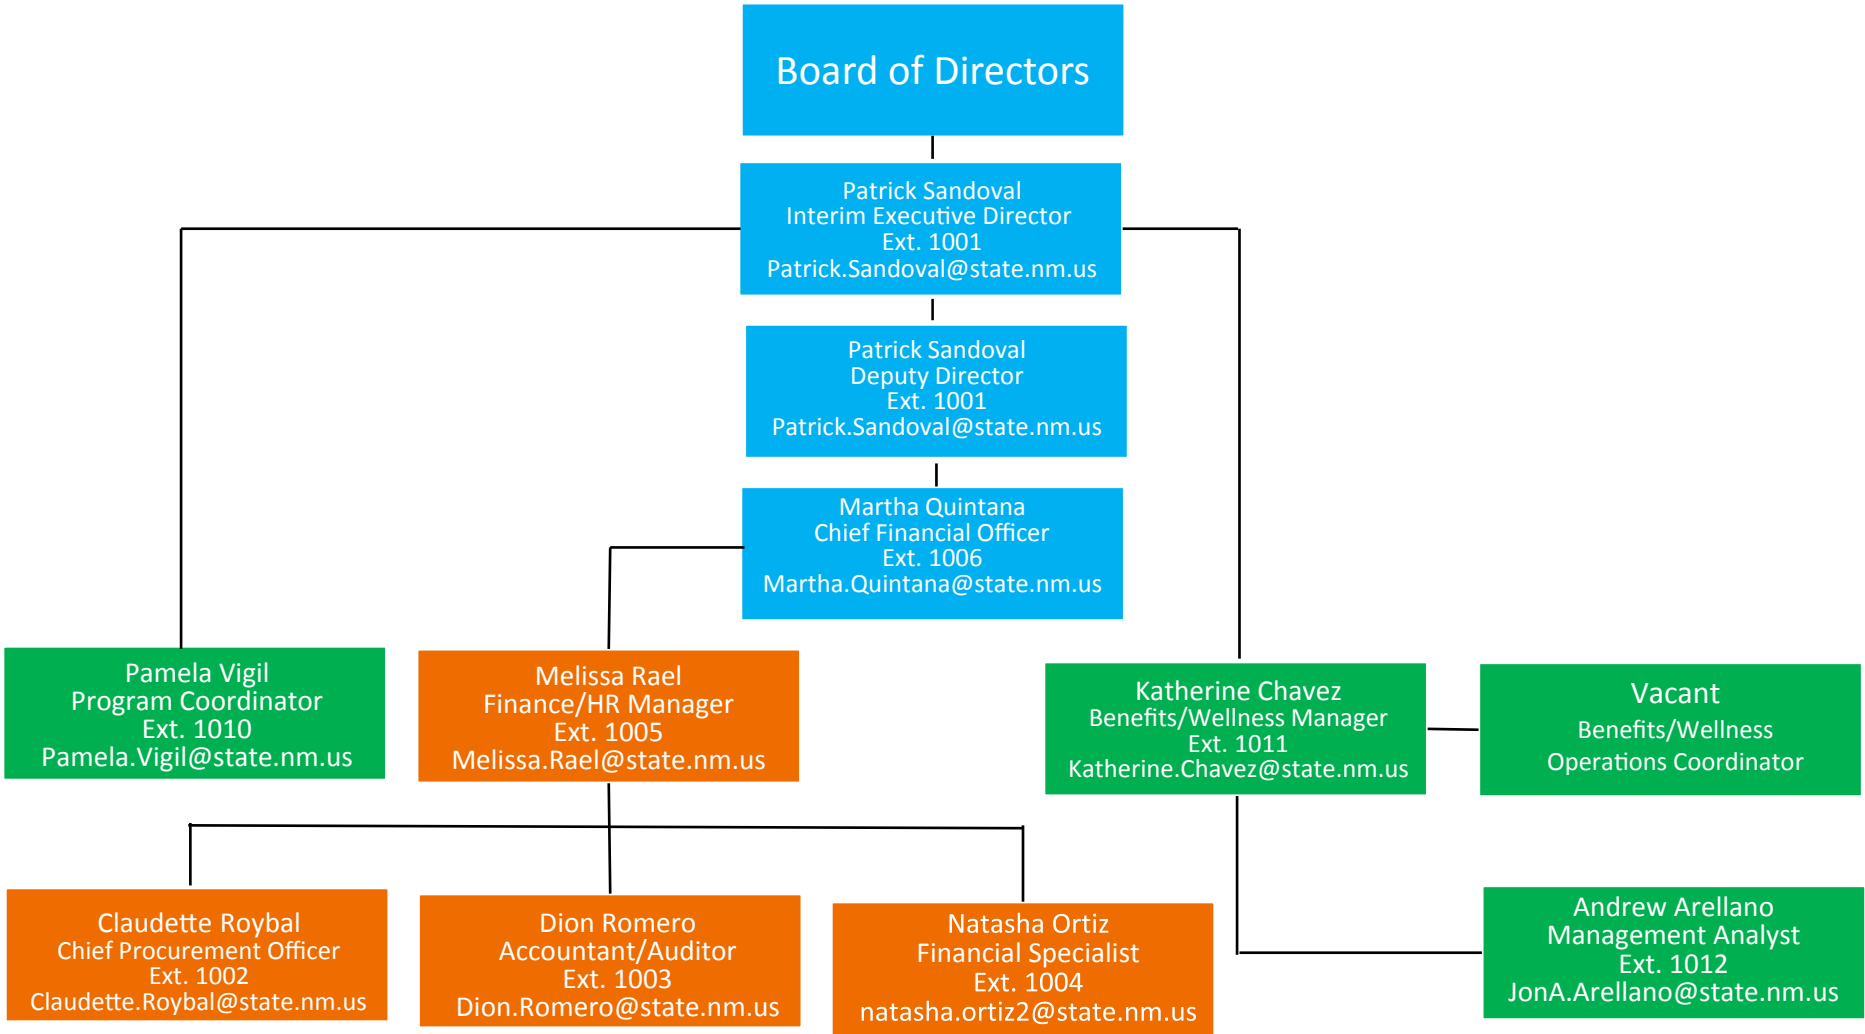 Board of Directors
Patrick Sandoval
Interim Executive Director
Ext. 1001
Patrick.Sandoval@state.nm.us
Patrick Sandoval
Deputy Director
Ext. 1001
Patrick.Sandoval@state.nm.us
Martha Quintana
Chief Financial Officer
Ext. 1006
Martha.Quintana@state.nm.us
Pamela Vigil
Program Coordinator
Ext. 1010
Pamela.Vigil@state.nm.us
Melissa Rael
Finance/HR Manager
Ext. 1005
Melissa.Rael@state.nm.us
Katherine Chavez
Benefits/Wellness Manager
Ext. 1011
Katherine.Chavez@state.nm.us
Vacant
Benefits/Wellness
Operations Coordinator
Claudette Roybal
Chief Procurement Officer
Ext. 1002
Claudette.Roybal@state.nm.us
Dion Romero
Accountant/Auditor
Ext. 1003
Dion.Romero@state.nm.us
Natasha Ortiz
Financial Specialist
Ext. 1004
natasha.ortiz2@state.nm.us
Andrew Arellano
Management Analyst
Ext. 1012
JonA.Arellano@state.nm.us